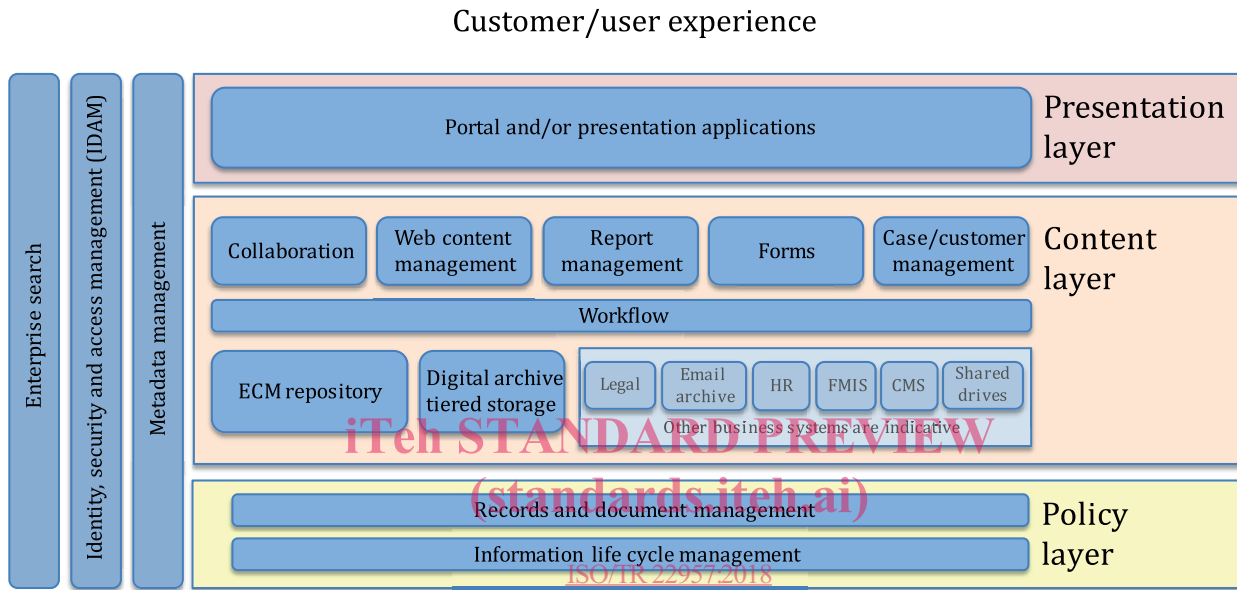 Customer/user experience
Enterprise search
Identity, security and access management (IDAM)
Metadata management
Portal and/or presentation applications
Presentation
layer
Collaboration
Web content
management
Report
management
Forms
Case/customer
management
Content
layer
Workflow
ECM repository
Digital archive
tiered storage
Legal
Email
archive
HR
FMIS
CMS
Shared
drives
Other business systems are indicative
iTeh STANDARD PREVIEW
(standards.iteh.ai)
Records and document management
Information life cycle management
Policy
layer
ISO/TR 22957:2018